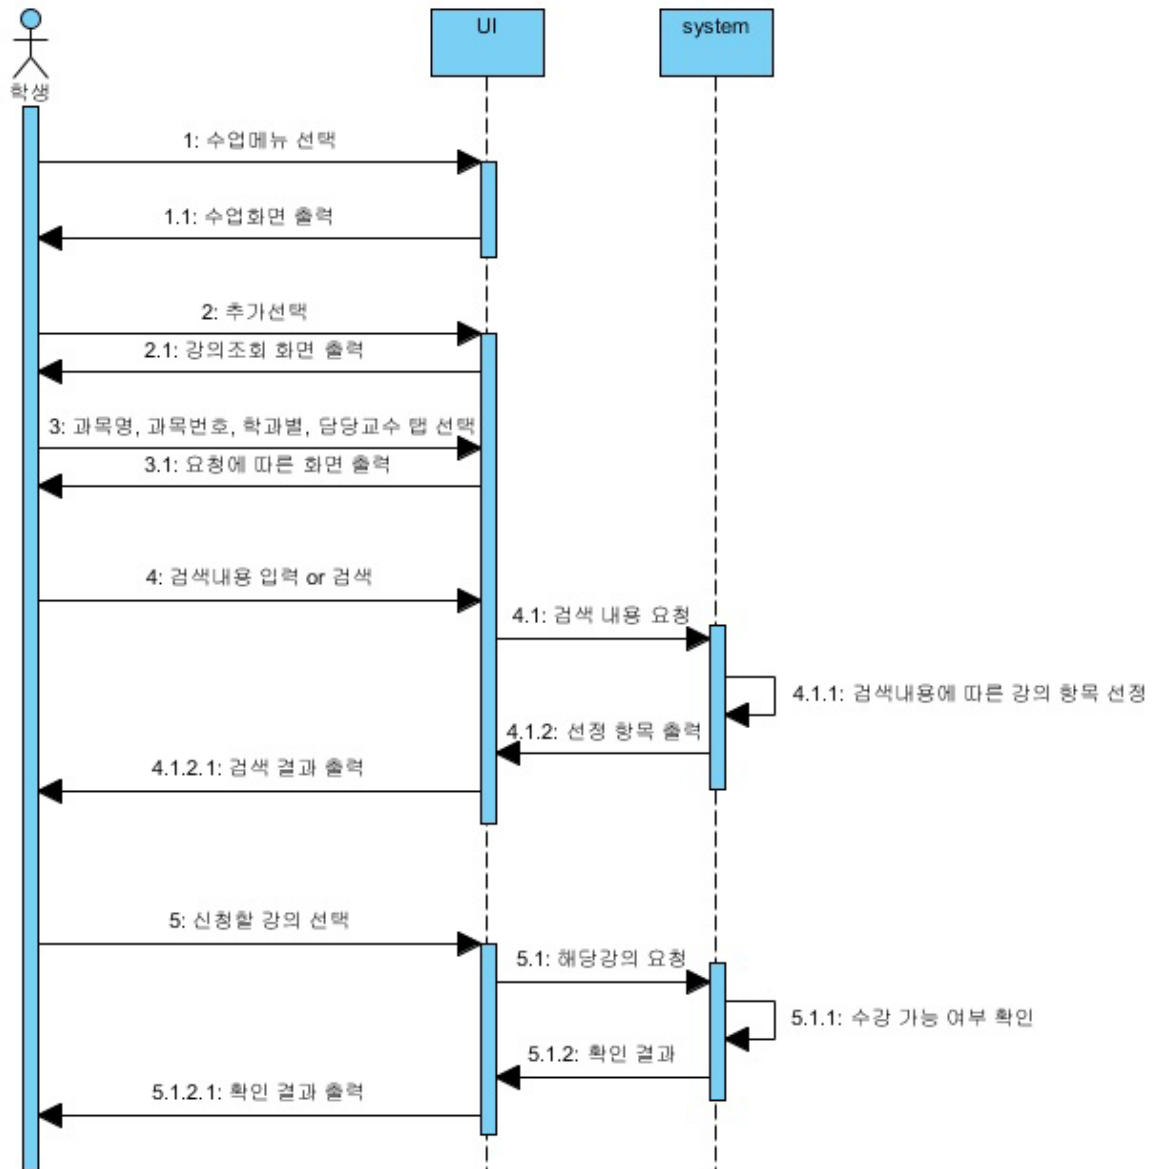 UI
system
학생
1: 수업메뉴 선택
1.1: 수업화면 출력
2: 추가선택
2.1: 강의조회 화면 출력
3: 과목명, 과목번호, 학과별, 담당교수 탭 선택
3.1: 요청에 따른 화면 출력
4: 검색내용 입력 or 검색
4.1: 검색 내용 요청
4.1.1: 검색내용에 따른 강의 항목 선정
4.1.2: 선정 항목 출력
4.1.2.1: 검색 결과 출력
5: 신청할 강의 선택
5.1: 해당강의 요청
5.1.1: 수강 가능 여부 확인
5.1.2: 확인 결과
5.1.2.1: 확인 결과 출력